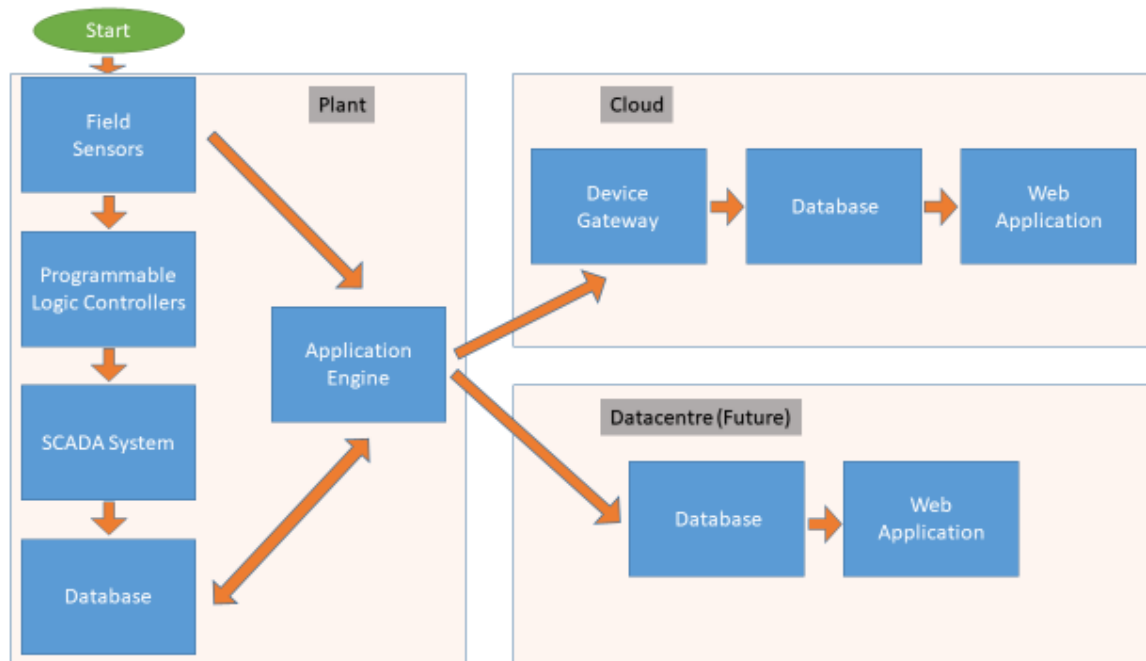 Start
Plant
Field
Sensors
Programmable
Logic Controllers
SCADA System
Database
Application
Engine
Cloud
Device
Gateway
Database
Web
Application
Datacentre (Future)
Database
Web
Application